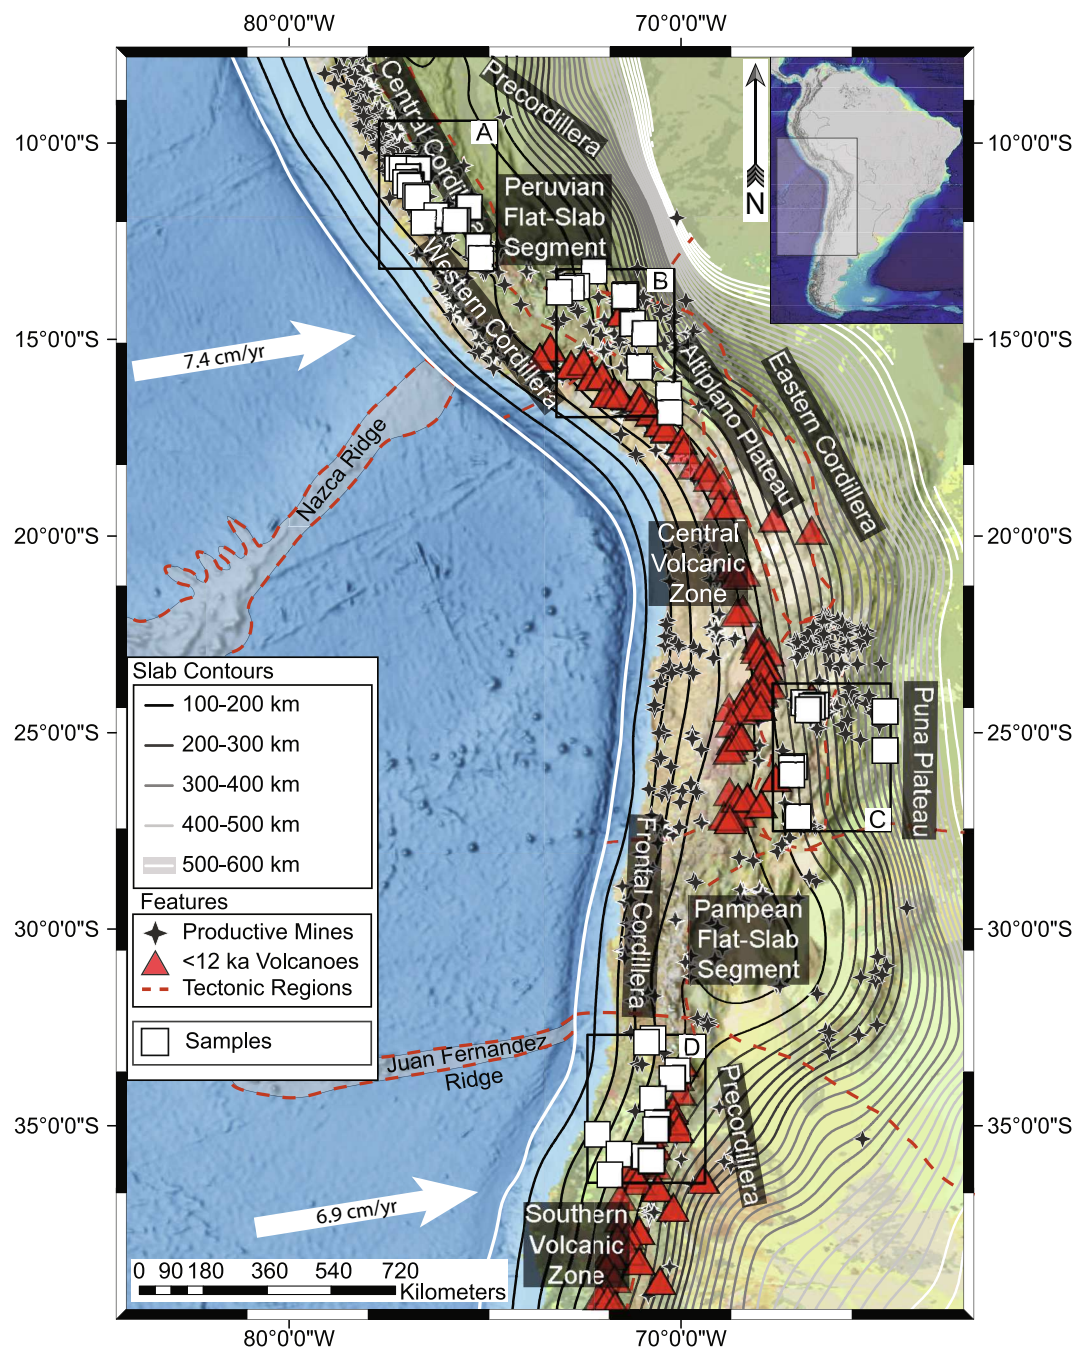 80°0'0"W
70°0'0"W
10°0'0"S
15°0'0"S
20°0'0"S
25°0'0"S
30°0'0"S
35°0'0"S
10°0'0"S
15°0'0"S
20°0'0"S
25°0'0"S
30°0'0"S
35°0'0"S
Central Cordillera
Pecordillera
A
N
Peruvian
Flat-Slab
Segment
Western Cordillera
B
7.4 cm/yr
Nazca Ridge
Altiplano Plateau
Eastern Cordillera
Central
Volcanic
Zone
Slab Contours
100-200 km
200-300 km
300-400 km
400-500 km
500-600 km
Features
Productive Mines
<12 ka Volcanoes
Tectonic Regions
Samples
Puna Plateau
C
Frontal Cordillera
Pampean
Flat-Slab
Segment
D
Juan Fernandez
Ridge
Precordillera
6.9 cm/yr
Southern
Volcanic
Zone
0 90 180 360 540 720
Kilometers
80°0'0"W
70°0'0"W